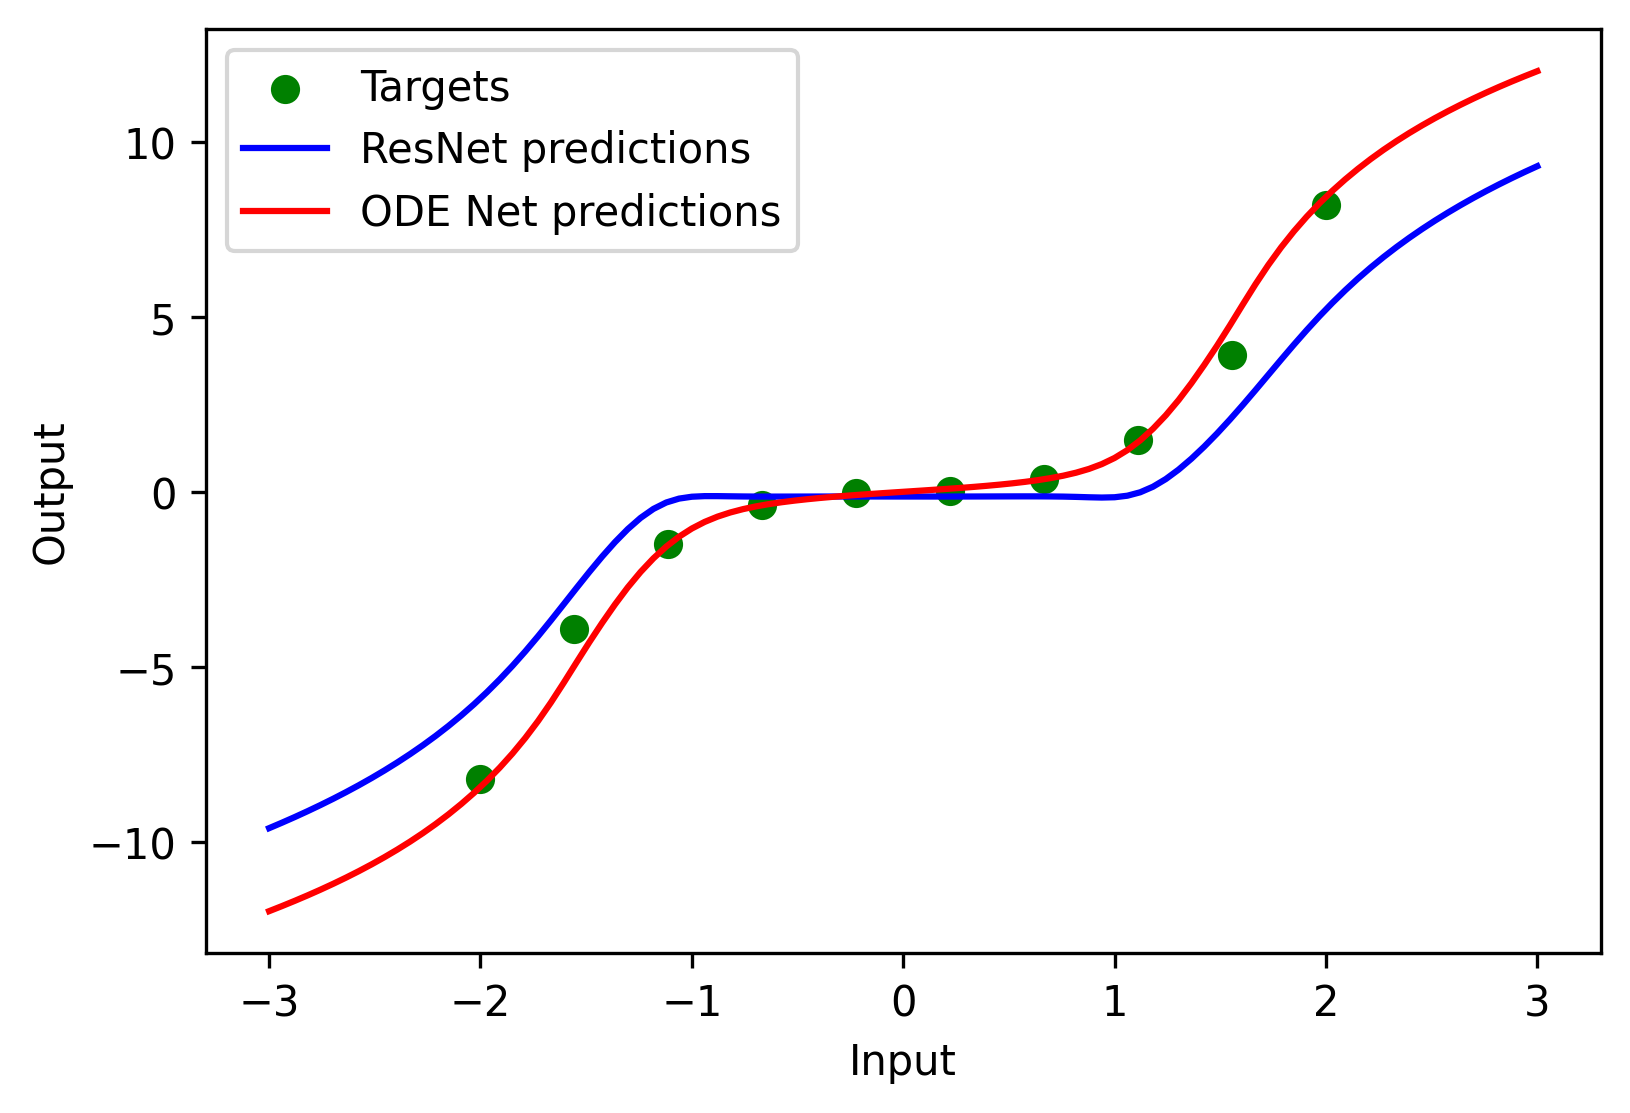 Targets
ResNet predictions
ODE Net predictions
10
5
0
−5
−10
Output
−3 −2 −1 0 1 2 3
Input